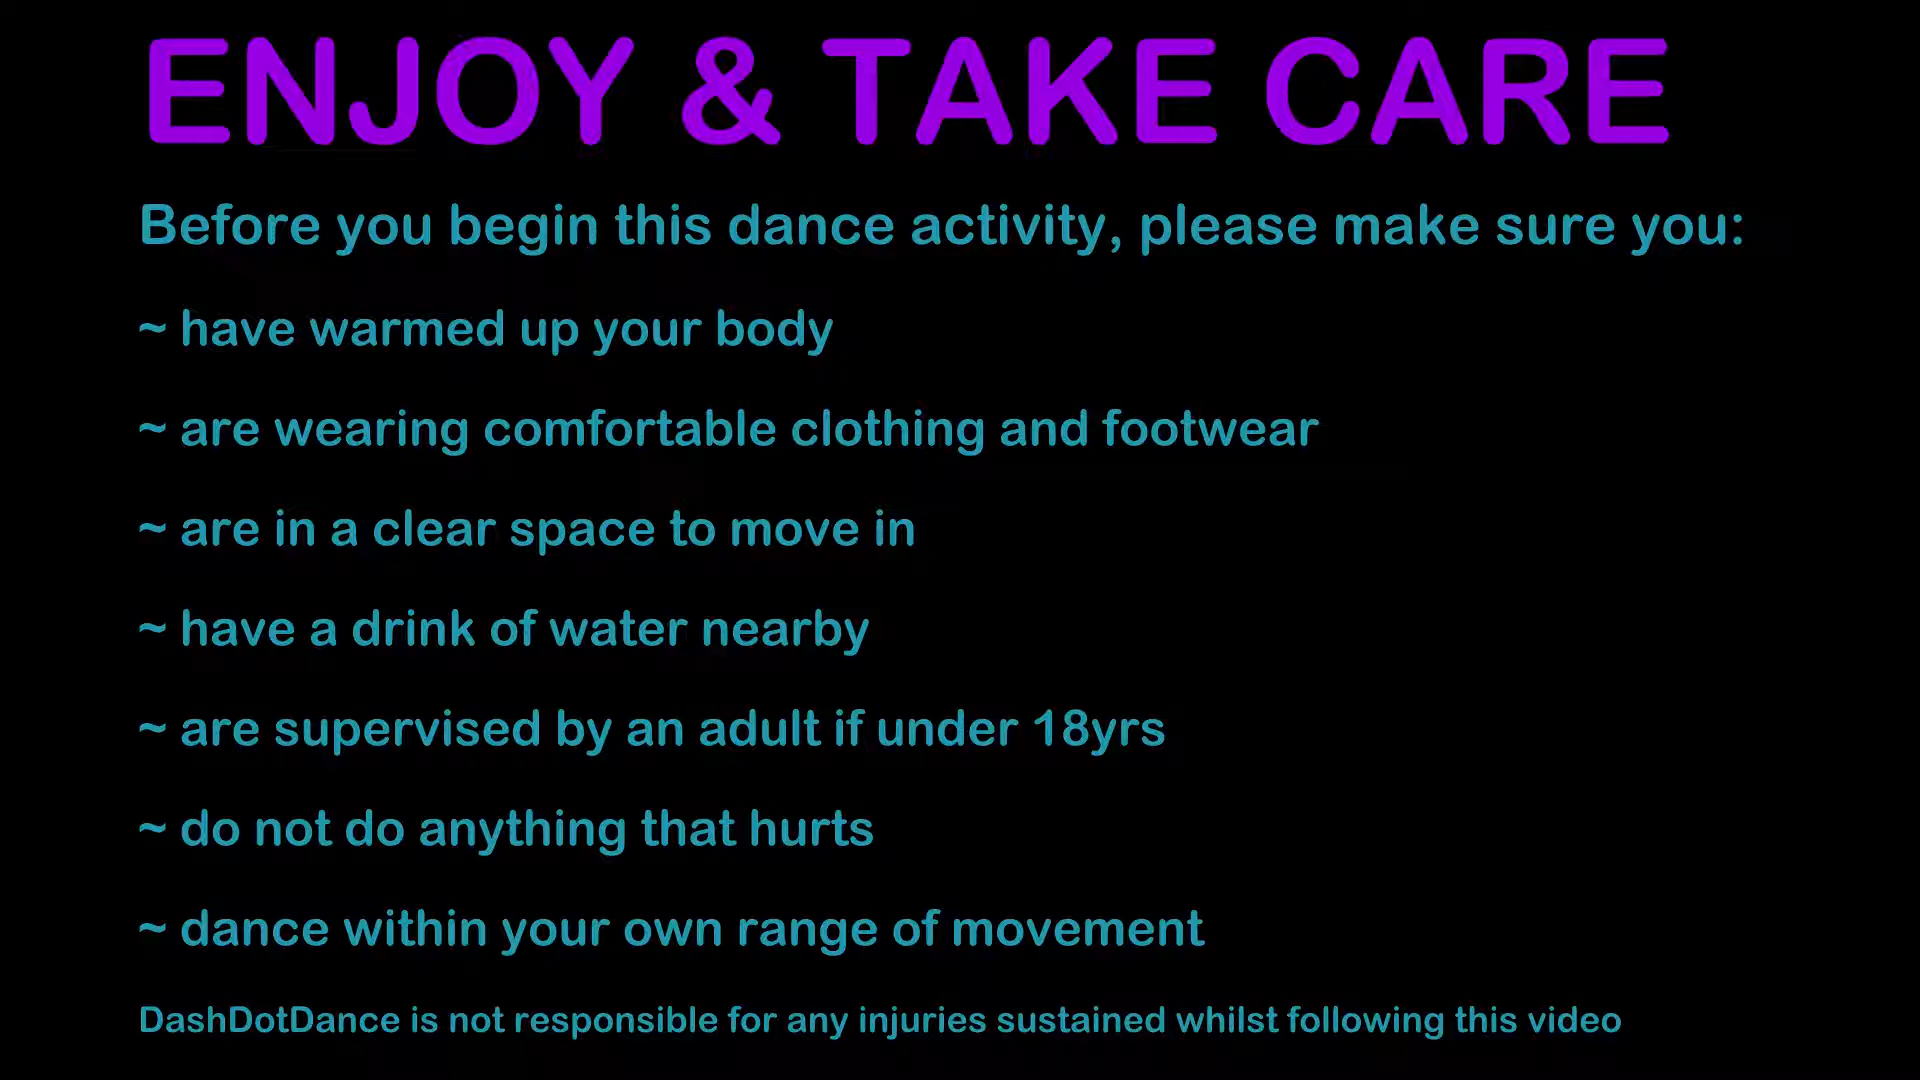 ENJOY & TAKE CARE
Before you begin this dance activity, please make sure you:
~ have warmed up your body
~ are wearing comfortable clothing and footwear
~ are in a clear space to move in
~ have a drink of water nearby
~ are supervised by an adult if under 18yrs
~ do not do anything that hurts
~ dance within your own range of movement
DashDotDance is not responsible for any injuries sustained whilst following this video